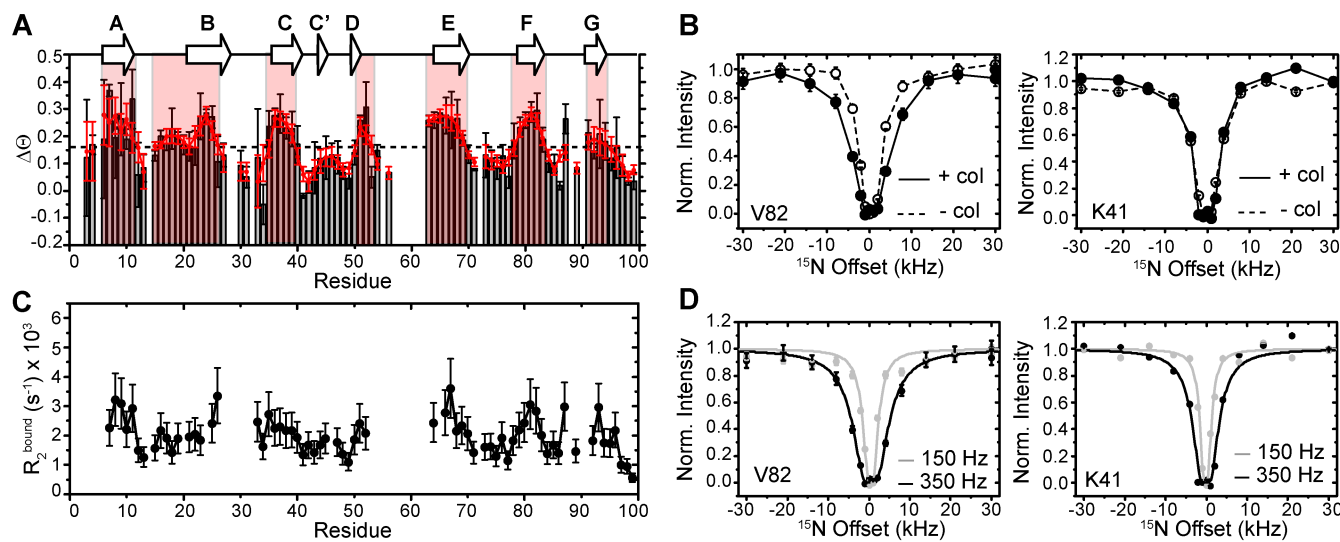 A
A B C C’ D E F G
ΔΘ
0.5
0.4
0.3
0.2
0.1
0.0
-0.1
-0.2
0 10 20 30 40 50 60 70 80 90 100
Residue
B
Norm. Intensity
1.0
0.8
0.6
0.4
0.2
0.0
V82
+ col
- col
-30 -20 -10 0 10 20 30
¹⁵N Offset (kHz)
Norm. Intensity
1.2
1.0
0.8
0.6
0.4
0.2
0.0
K41
+ col
- col
-30 -20 -10 0 10 20 30
¹⁵N Offset (kHz)
C
R₂ᵇᵒᵘⁿᵈ (s⁻¹) x 10³
6
5
4
3
2
1
0
0 10 20 30 40 50 60 70 80 90 100
Residue
D
Norm. Intensity
1.2
1.0
0.8
0.6
0.4
0.2
0.0
V82
150 Hz
350 Hz
-30 -20 -10 0 10 20 30
¹⁵N Offset (kHz)
Norm. Intensity
1.2
1.0
0.8
0.6
0.4
0.2
0.0
K41
150 Hz
350 Hz
-30 -20 -10 0 10 20 30
¹⁵N Offset (kHz)